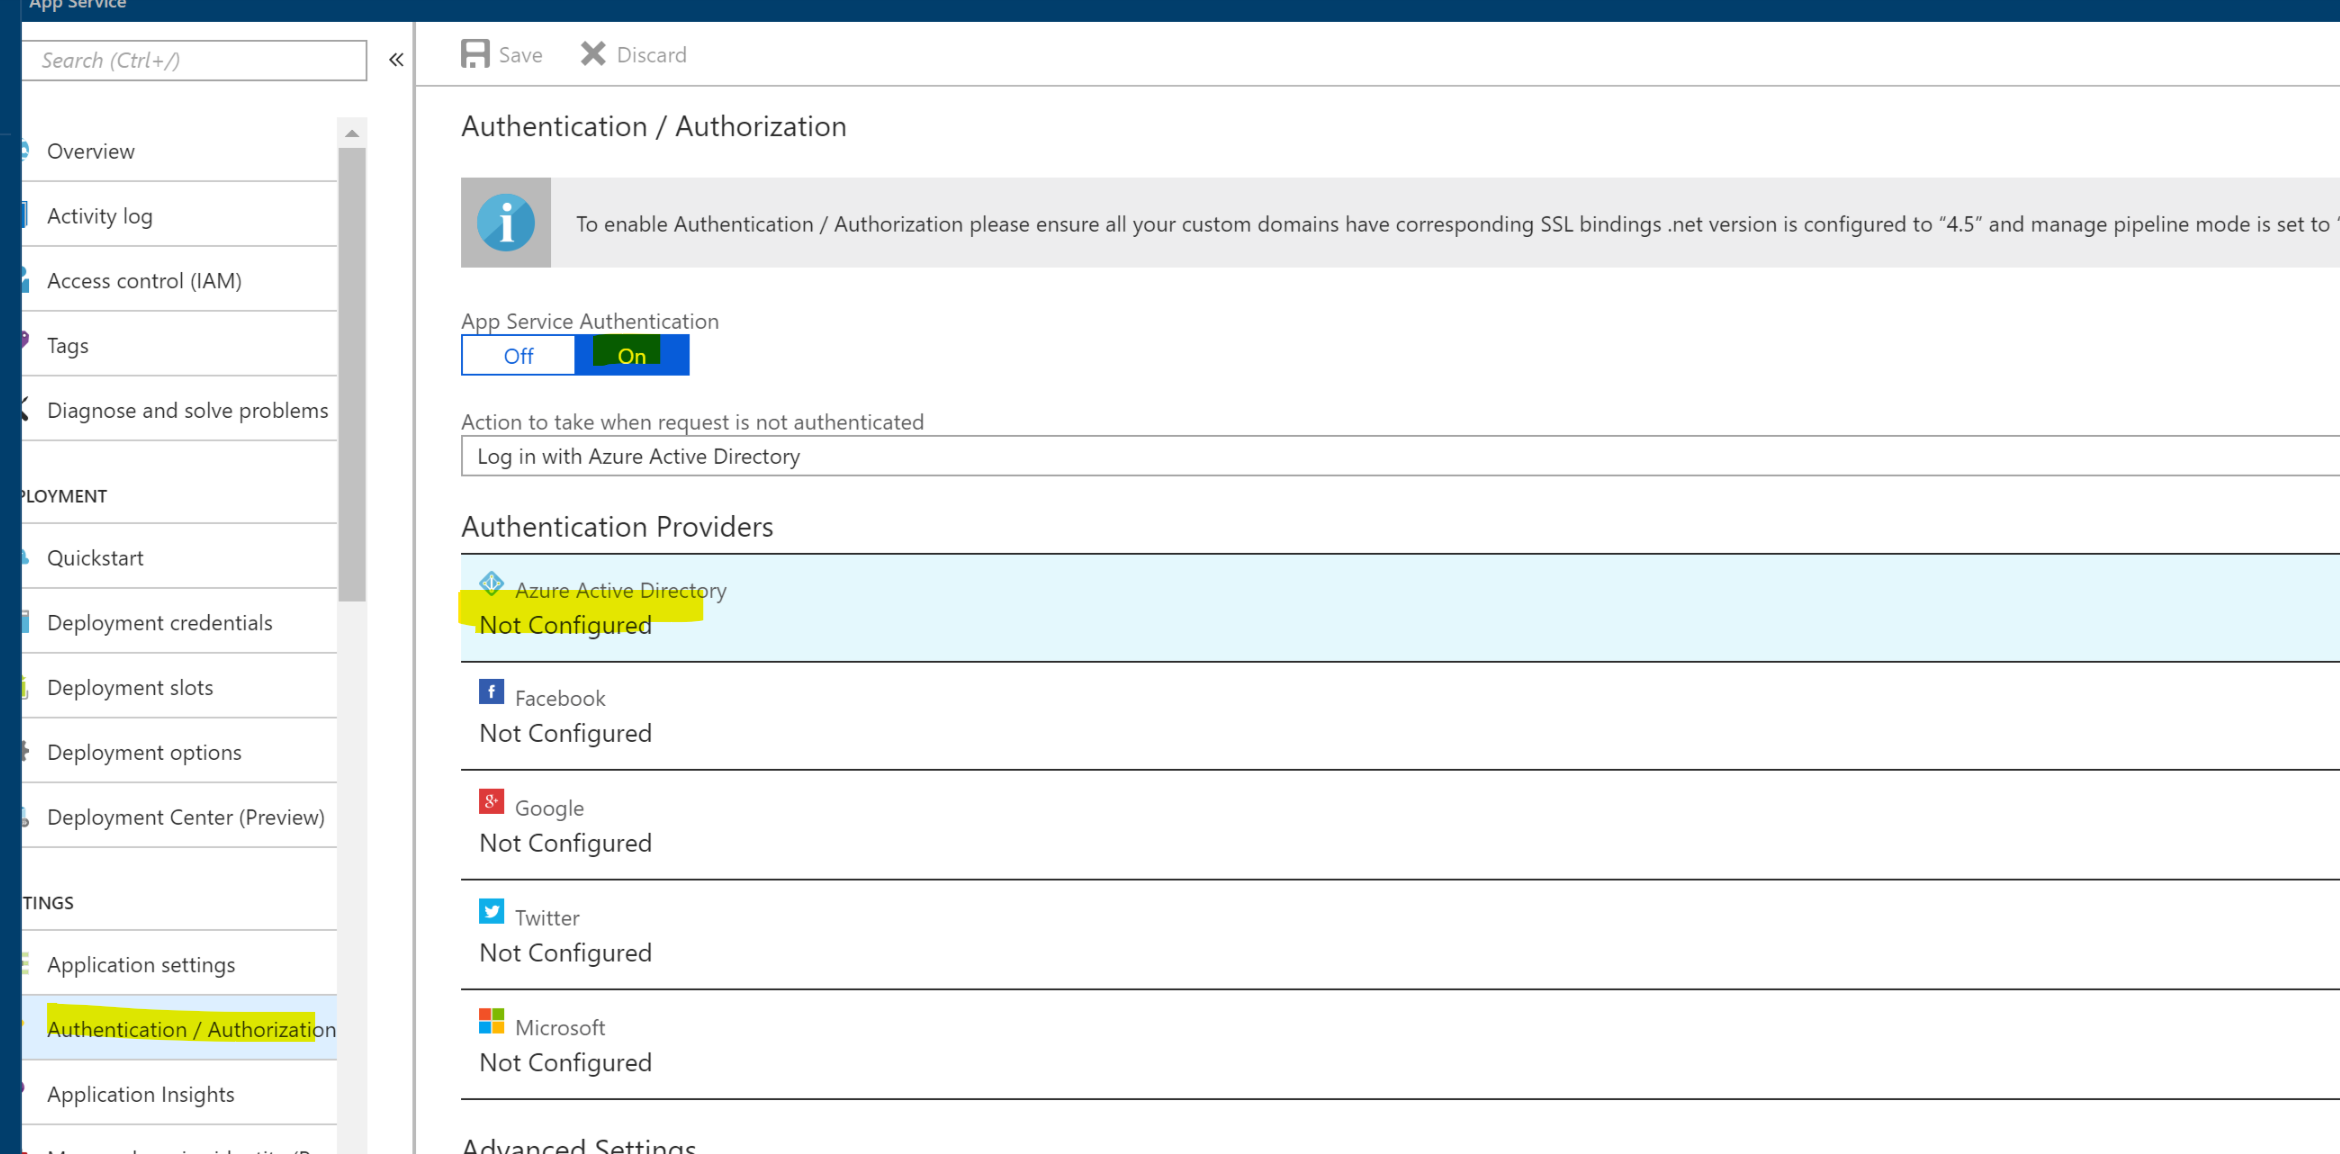 App Service
Search (Ctrl+/)
«
Save
Discard
Overview
Activity log
Access control (IAM)
Tags
Diagnose and solve problems
PLOYMENT
Quickstart
Deployment credentials
Deployment slots
Deployment options
Deployment Center (Preview)
TINGS
Application settings
Authentication / Authorization
Application Insights
Authentication / Authorization
To enable Authentication / Authorization please ensure all your custom domains have corresponding SSL bindings .net version is configured to “4.5” and manage pipeline mode is set to “
App Service Authentication
Off
On
Action to take when request is not authenticated
Log in with Azure Active Directory
Authentication Providers
Azure Active Directory
Not Configured
Facebook
Not Configured
Google
Not Configured
Twitter
Not Configured
Microsoft
Not Configured
Advanced Settings